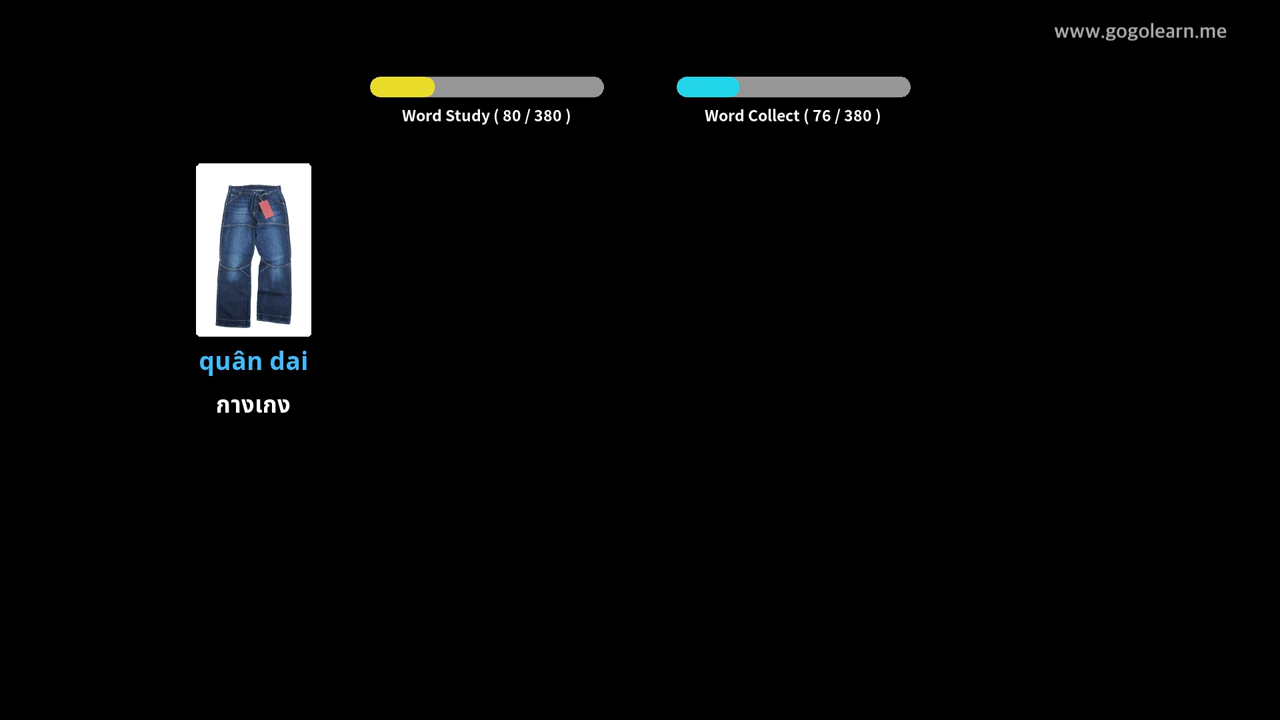 www.gogolearn.me
Word Study ( 80 / 380 )
Word Collect ( 76 / 380 )
quân dai
กางเกง